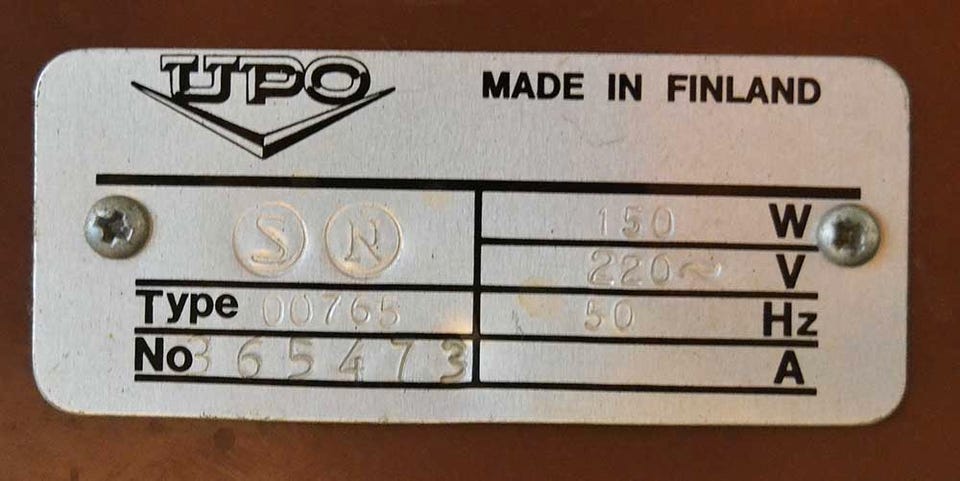 UPO
MADE IN FINLAND
S N
150 W
220~ V
Type 00765
50 Hz
No 365473
A